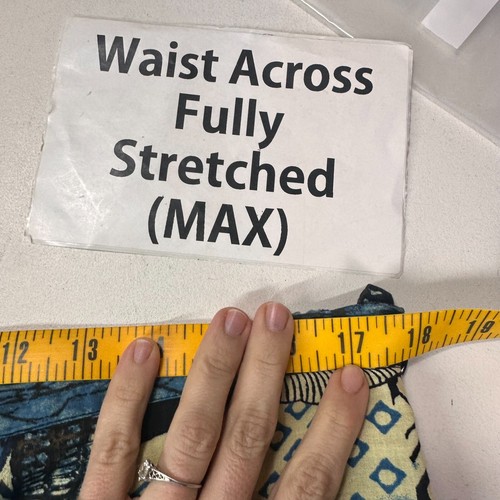 Waist Across
Fully
Stretched
(MAX)
12 13 17 18 19